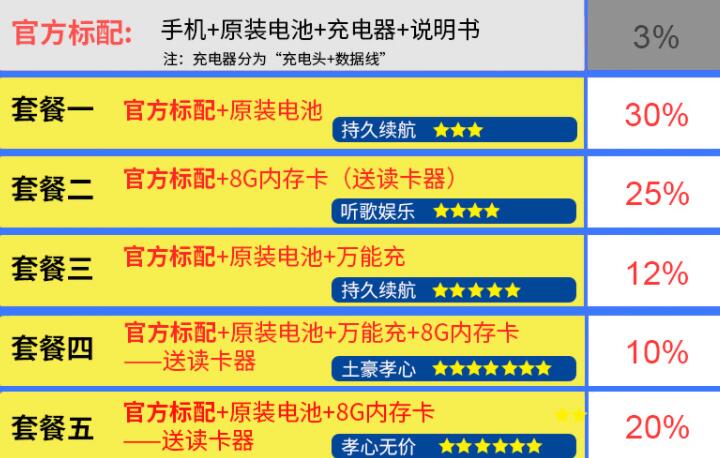 官方标配: 手机+原装电池+充电器+说明书 3%
注：充电器分为“充电头+数据线”
套餐一 官方标配+原装电池 30%
持久续航 ★★★
套餐二 官方标配+8G内存卡（送读卡器） 25%
听歌娱乐 ★★★★
套餐三 官方标配+原装电池+万能充 12%
持久续航 ★★★★★
套餐四 官方标配+原装电池+万能充+8G内存卡 10%
——送读卡器
土豪孝心 ★★★★★★★
套餐五 官方标配+原装电池+8G内存卡 20%
——送读卡器
孝心无价 ★★★★★★